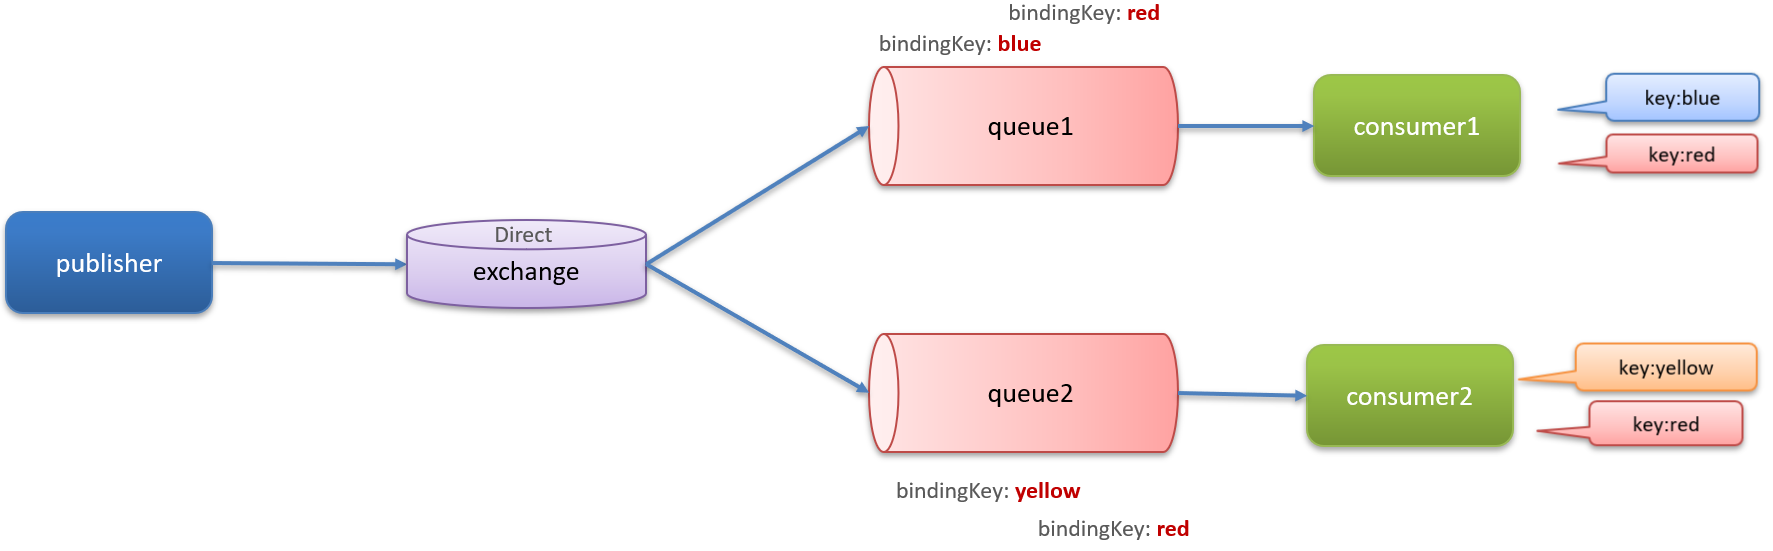 bindingKey: red
bindingKey: blue
queue1
consumer1
key:blue
key:red
publisher
Direct
exchange
queue2
consumer2
key:yellow
key:red
bindingKey: yellow
bindingKey: red